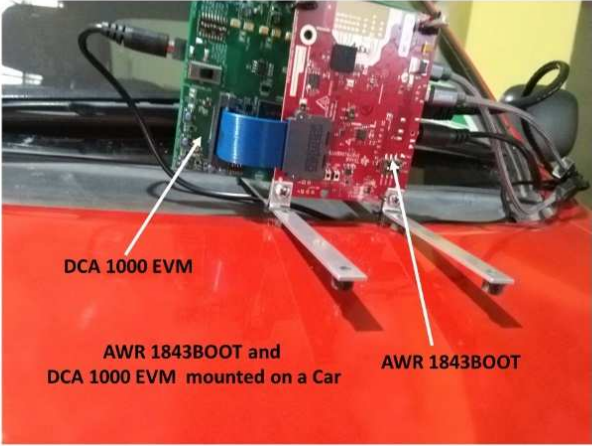 DCA 1000 EVM
AWR 1843BOOT and
DCA 1000 EVM mounted on a Car
AWR 1843BOOT